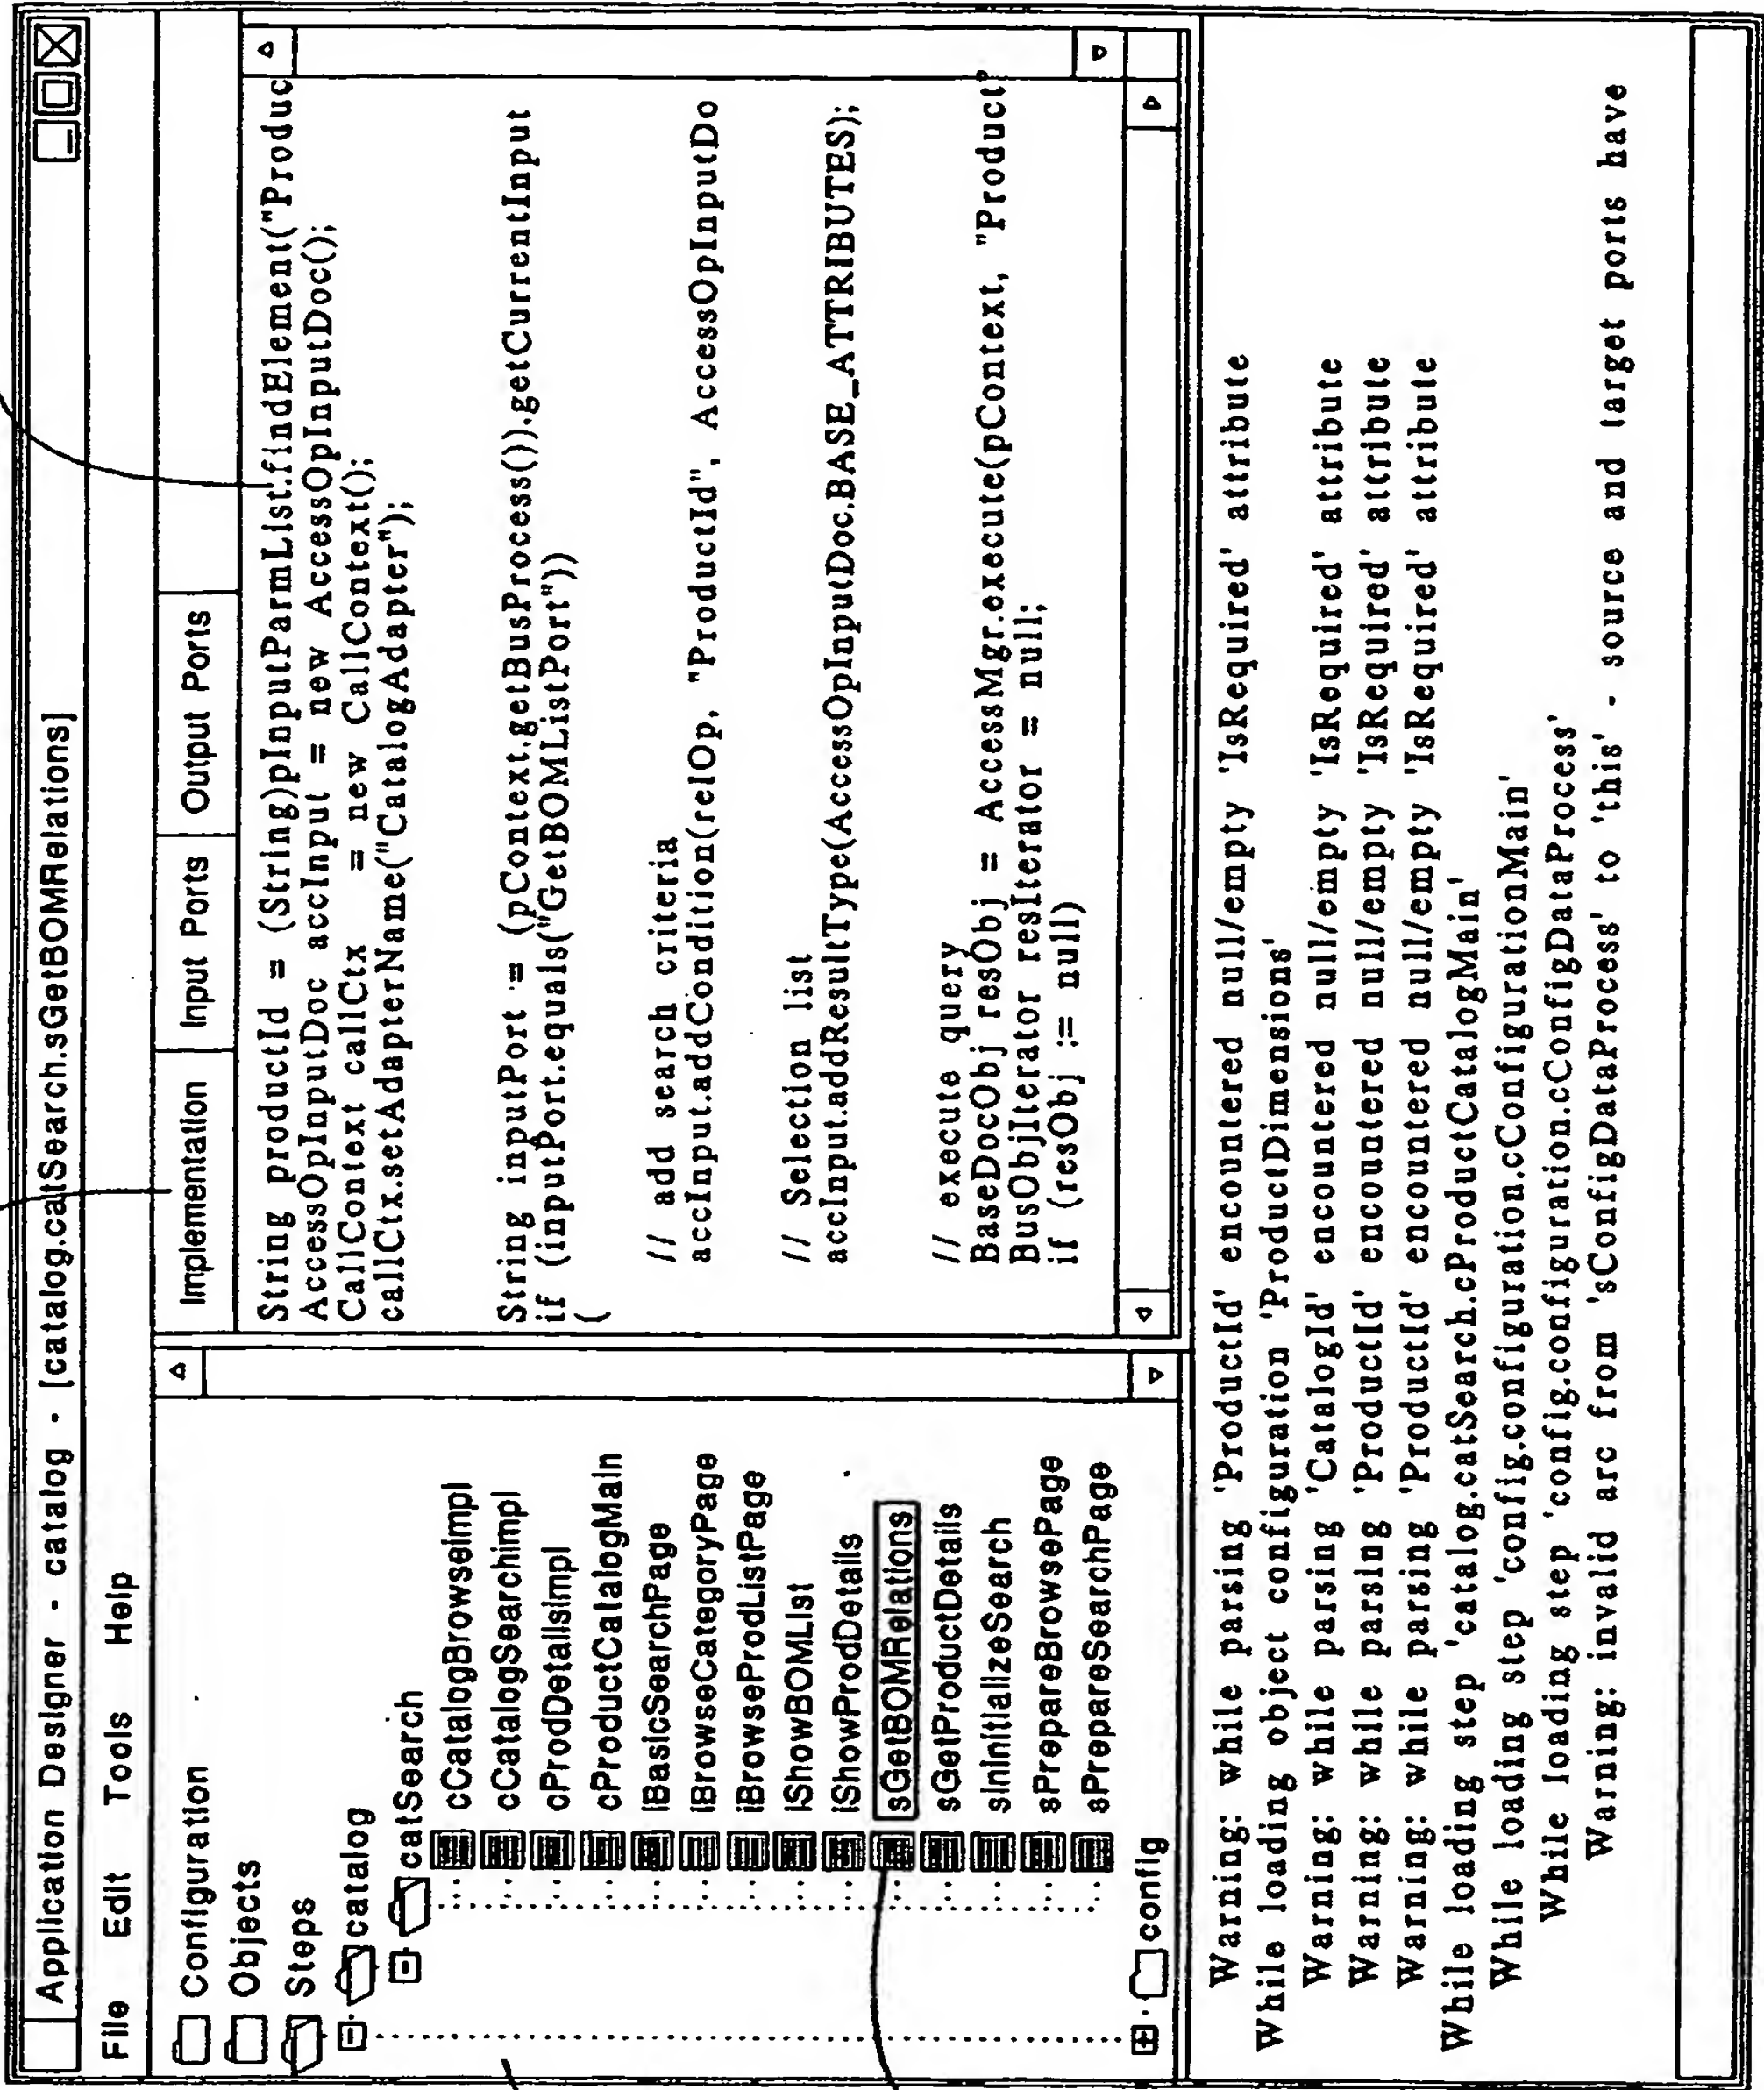 Application Designer - catalog - [catalog.catSearch.sGetBOMRelations]
File Edit Tools Help
Configuration
Objects
Steps
catalog
catSearch
cCatalogBrowseImpl
cCatalogSearchimpl
cProdDetailsImpl
cProductCatalogMain
iBasicSearchPage
iBrowseCategoryPage
iBrowseProdListPage
iShowBOMList
iShowProdDetails
sGetBOMRelations
sGetProductDetails
sInitializeSearch
sPrepareBrowsePage
sPrepareSearchPage
config
Implementation Input Ports Output Ports
String productId = (String)pInputParmList.findElement("Produc
AccessOpInputDoc accInput = new AccessOpInputDoc();
CallContext callCtx = new CallContext();
callCtx.setAdapterName("CatalogAdapter");
String inputPort = (pContext.getBusProcess()).getCurrentInput
if (inputPort.equals("GetBOMListPort"))
(
// add search criteria
accInput.addCondition(relOp, "ProductId", AccessOpInputDo
// Selection list
accInput.addResultType(AccessOpInputDoc.BASE_ATTRIBUTES);
// execute query
BaseDocObj resObj = AccessMgr.execute(pContext, "Product"
BusObjIterator resIterator = null;
if (resObj := null)
Warning: while parsing 'ProductId' encountered null/empty 'IsRequired' attribute
While loading object configuration 'ProductDimensions'
Warning: while parsing 'CatalogId' encountered null/empty 'IsRequired' attribute
Warning: while parsing 'ProductId' encountered null/empty 'IsRequired' attribute
Warning: while parsing 'ProductId' encountered null/empty 'IsRequired' attribute
While loading step 'catalog.catSearch.cProductCatalogMain'
While loading step 'config.configuration.cConfigurationMain'
While loading step 'config.configuration.cConfigDataProcess'
Warning: invalid arc from 'sConfigDataProcess' to 'this' - source and target ports have